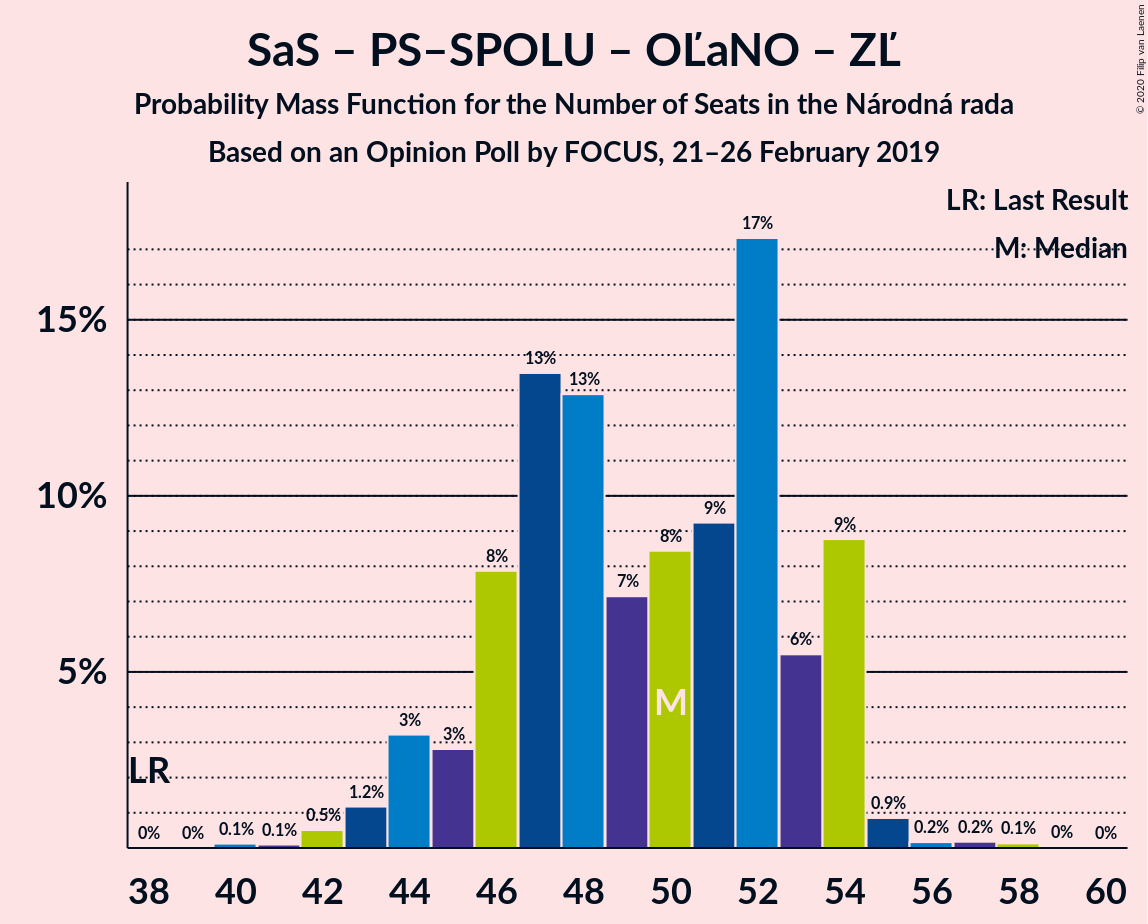 SaS – PS–SPOLU – OĽaNO – ZĽ
Probability Mass Function for the Number of Seats in the Národná rada
Based on an Opinion Poll by FOCUS, 21–26 February 2019
© 2020 Filip van Laenen
LR: Last Result
M: Median
15%
10%
5%
LR
M
0%
0%
0.1%
0.1%
0.5%
1.2%
3%
3%
8%
13%
13%
7%
8%
9%
17%
6%
9%
0.9%
0.2%
0.2%
0.1%
0%
0%
38 40 42 44 46 48 50 52 54 56 58 60